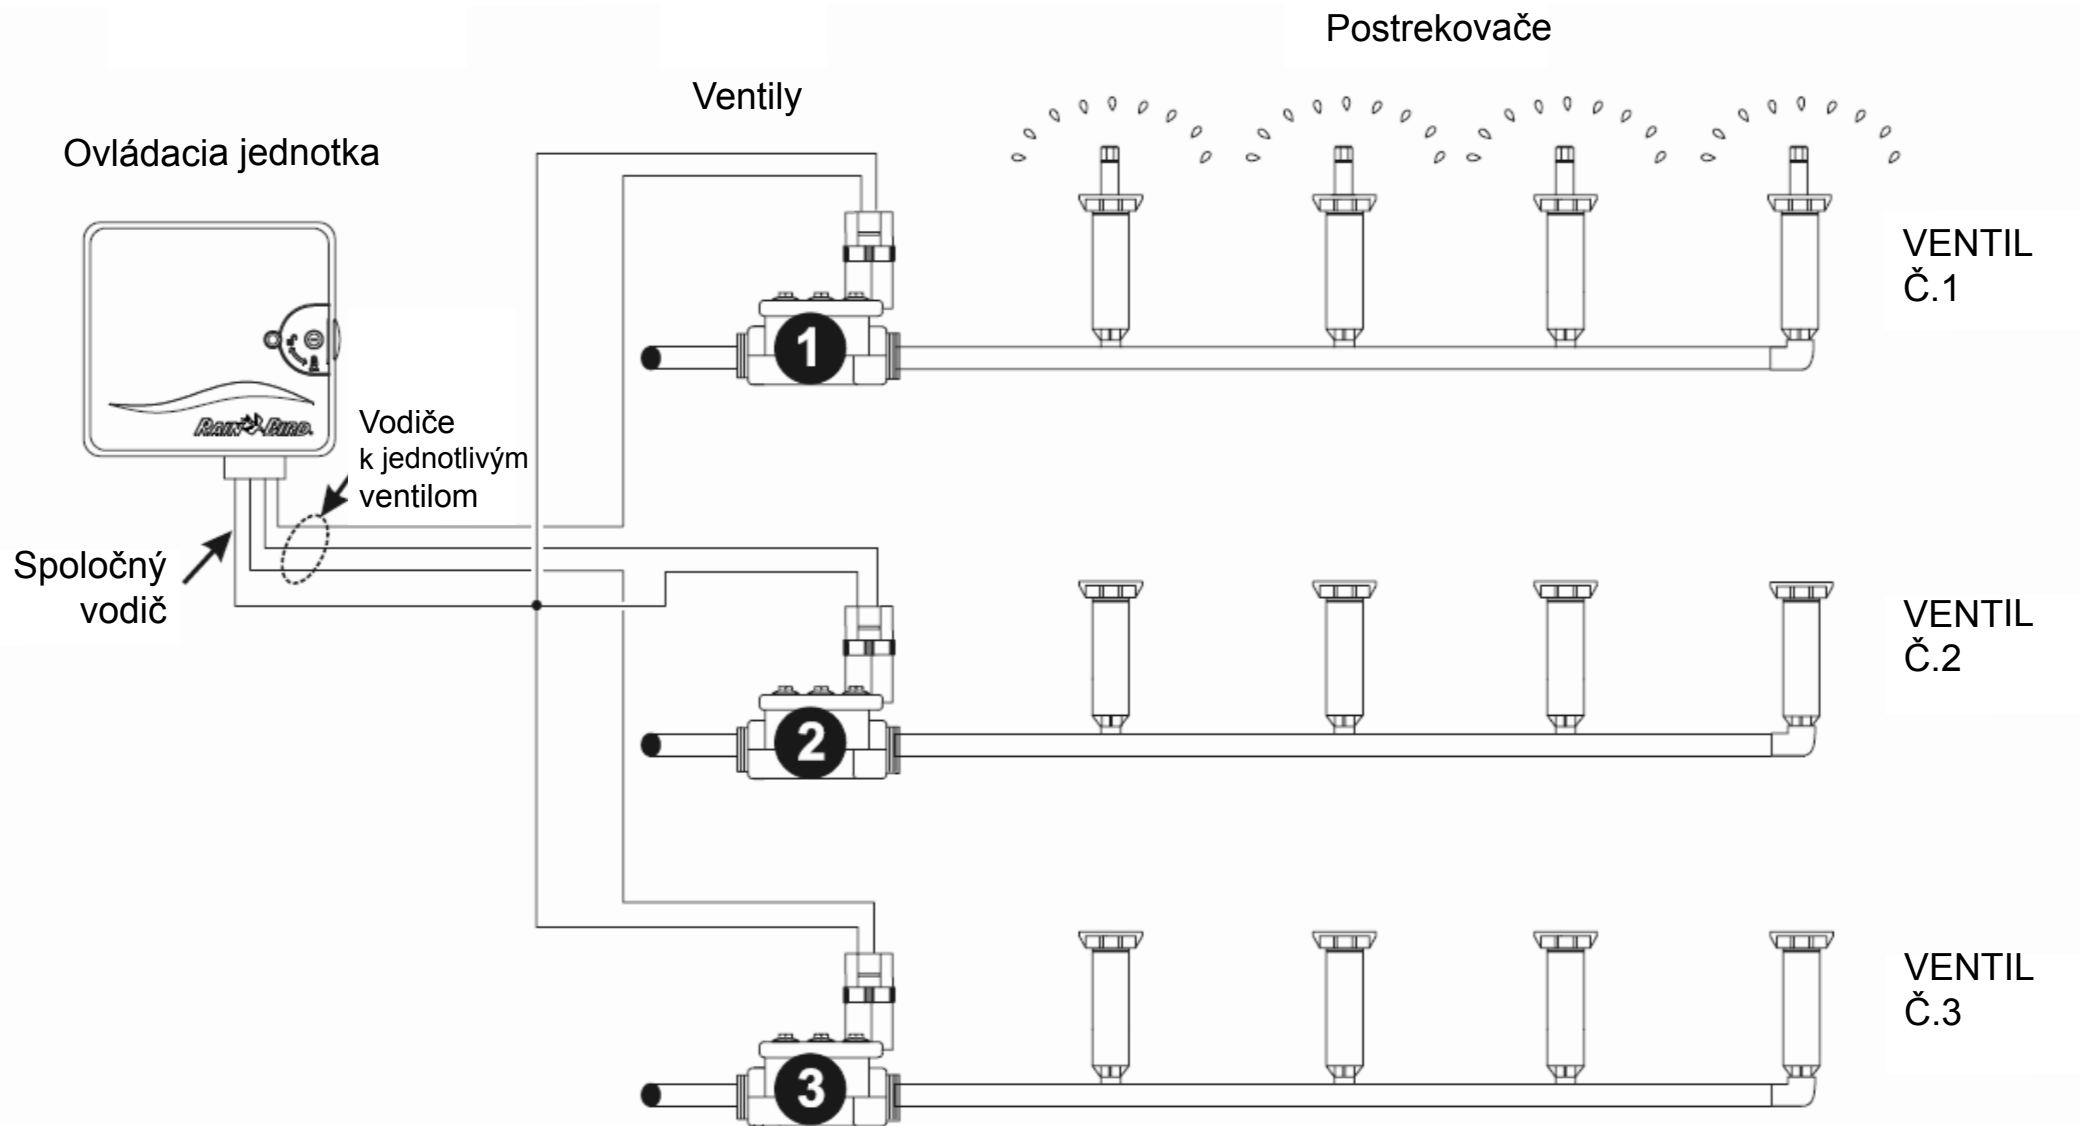 Postrekovače
Ventily
Ovládacia jednotka
VENTIL
Č.1
1
RAIN BIRD.
Vodiče
k jednotlivým
ventilom
Spoločný
vodič
VENTIL
Č.2
2
VENTIL
Č.3
3